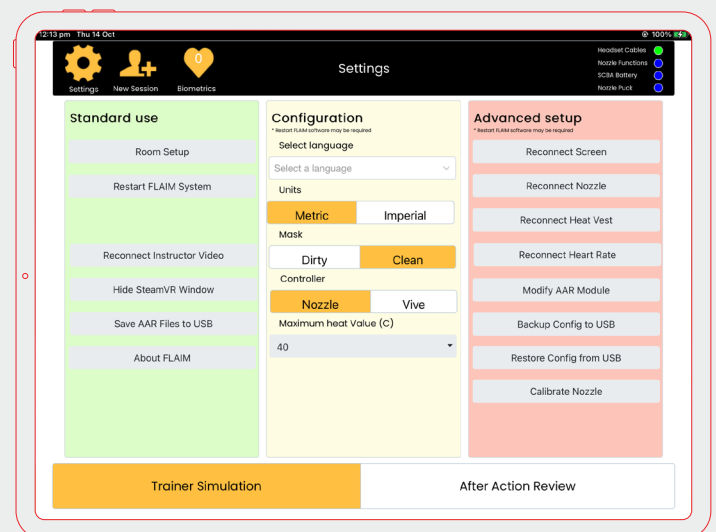 12:13 pm Thu 14 Oct
100%
Settings
New Session
0
Biometrics
Settings
Headset Cables
Nozzle Functions
SCBA Battery
Nozzle Puck
Standard use
Room Setup
Restart FLAIM System
Reconnect Instructor Video
Hide SteamVR Window
Save AAR Files to USB
About FLAIM
Configuration
* Restart FLAIM software may be required
Select language
Select a language
Units
Metric Imperial
Mask
Dirty Clean
Controller
Nozzle Vive
Maximum heat Value (C)
40
Advanced setup
* Restart FLAIM software may be required
Reconnect Screen
Reconnect Nozzle
Reconnect Heat Vest
Reconnect Heart Rate
Modify AAR Module
Backup Config to USB
Restore Config from USB
Calibrate Nozzle
Trainer Simulation
After Action Review